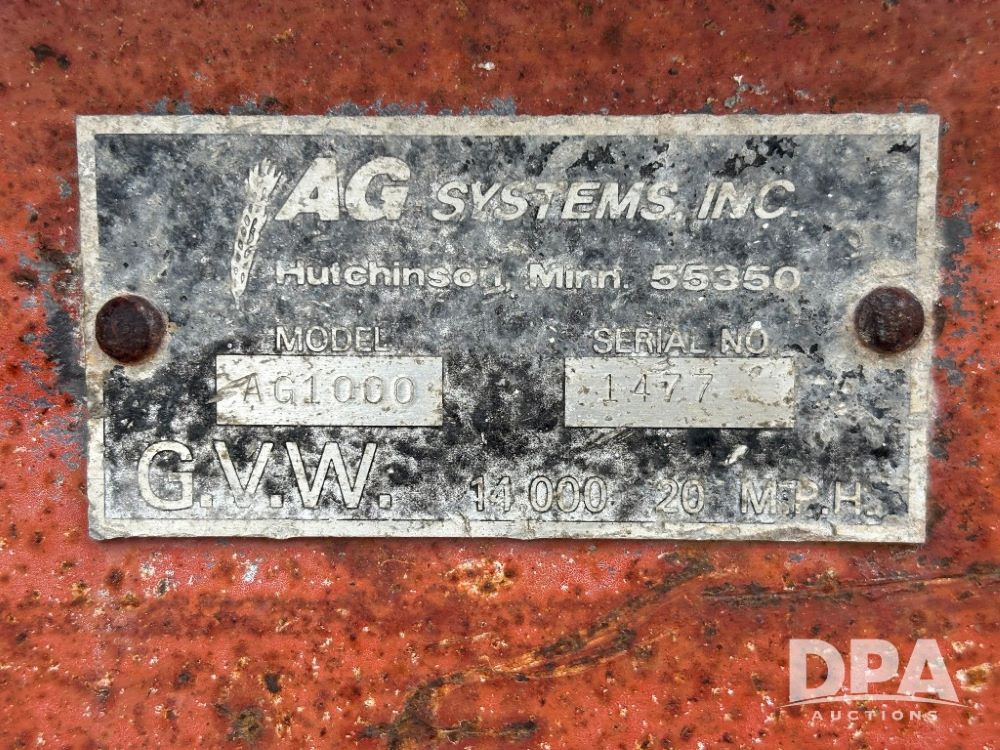 AG SYSTEMS, INC.
Hutchinson, Minn. 55350
MODEL SERIAL NO
AG1000 1477
G.V.W. 14 000 20 M.P.H.
DPA
AUCTIONS